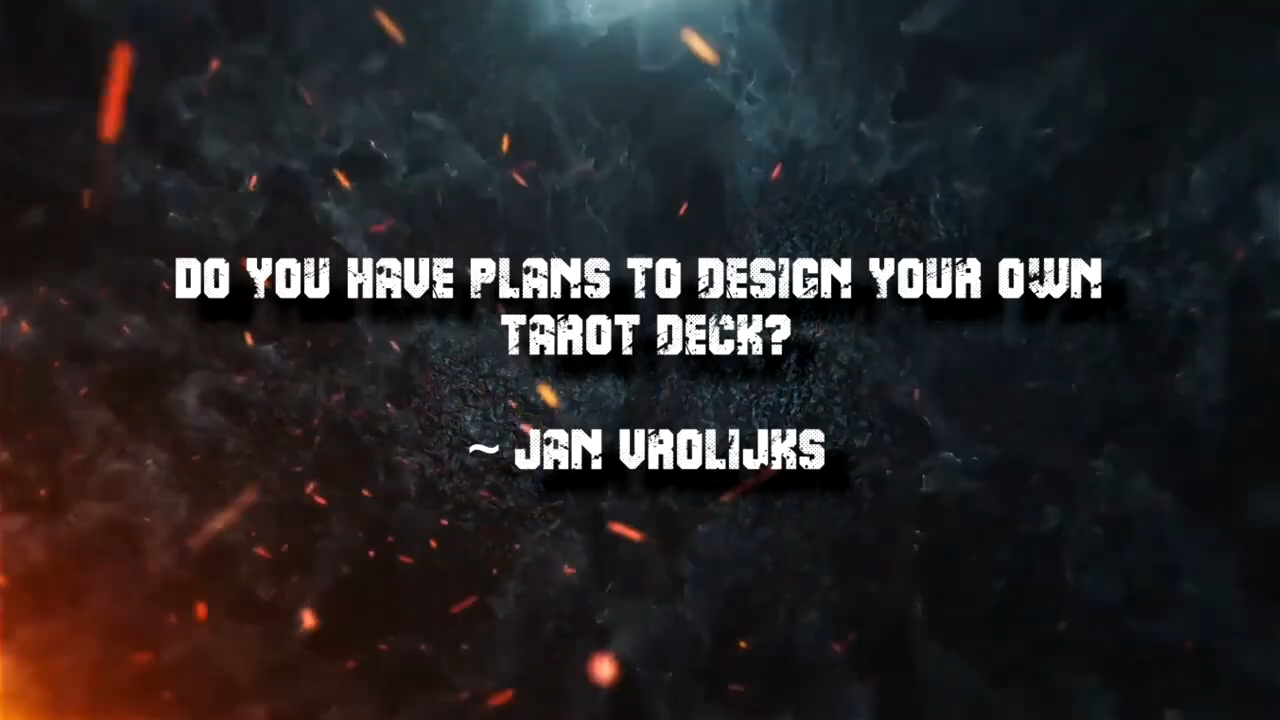 DO YOU HAVE PLANS TO DESIGN YOUR OWN
TAROT DECK?
~ JAN VROLIJKS